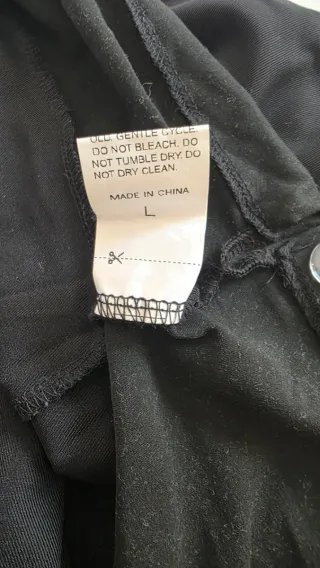 OLD. GENTLE CYCLE.
DO NOT BLEACH. DO
NOT TUMBLE DRY. DO
NOT DRY CLEAN.
MADE IN CHINA
L